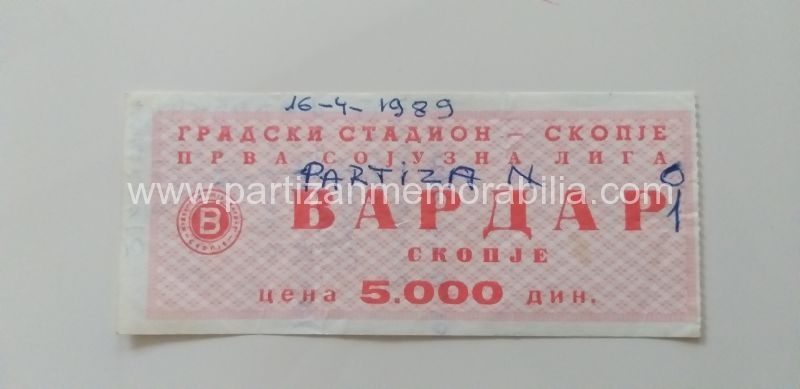 16-4-1989
ГРАДСКИ СТАДИОН — СКОПЈЕ
ПРВА СОЈУЗНА ЛИГА
PARTIZAN 0
www.partizanmemorabilia.com
В ВАРДАР 1
СКОПЈЕ
цена 5.000 дин.